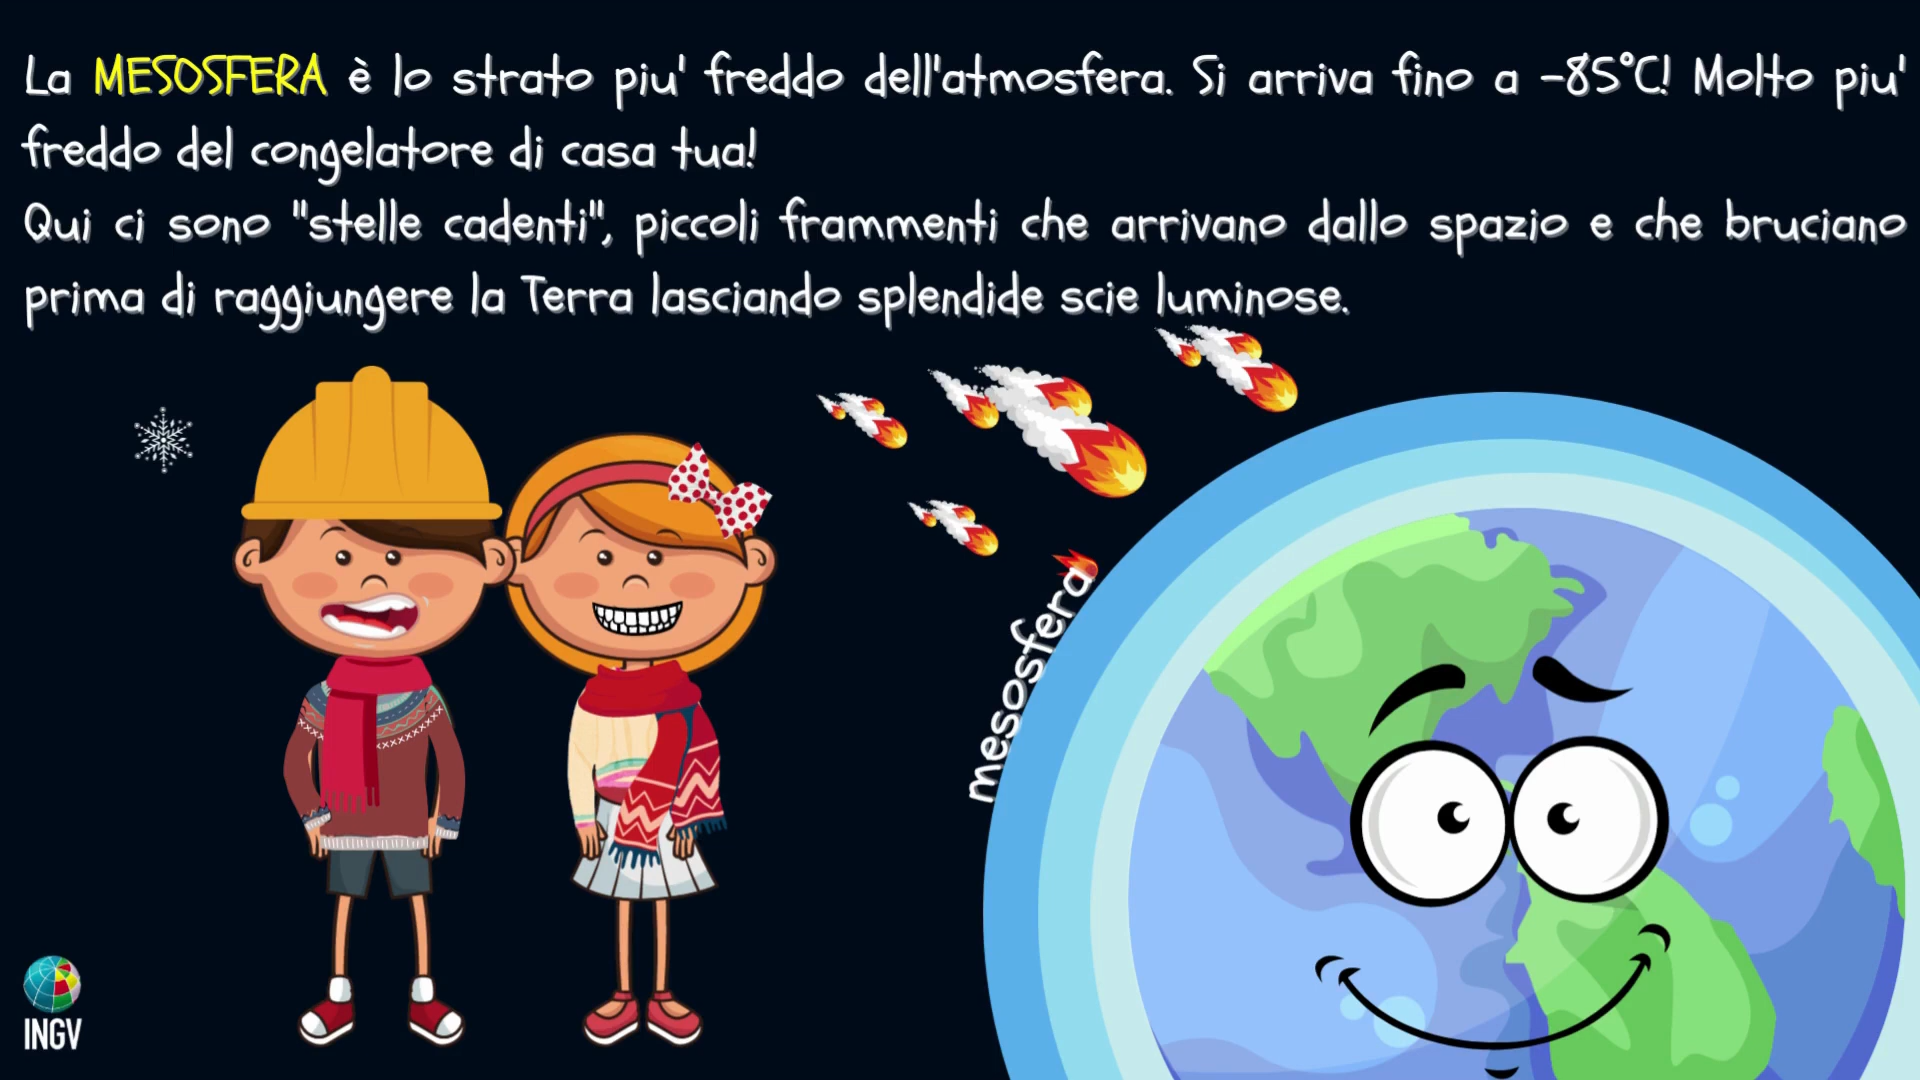 La MESOSFERA è lo strato piu' freddo dell'atmosfera. Si arriva fino a -85°C! Molto piu'
freddo del congelatore di casa tua!
Qui ci sono "stelle cadenti", piccoli frammenti che arrivano dallo spazio e che bruciano
prima di raggiungere la Terra lasciando splendide scie luminose.
mesosfera
INGV